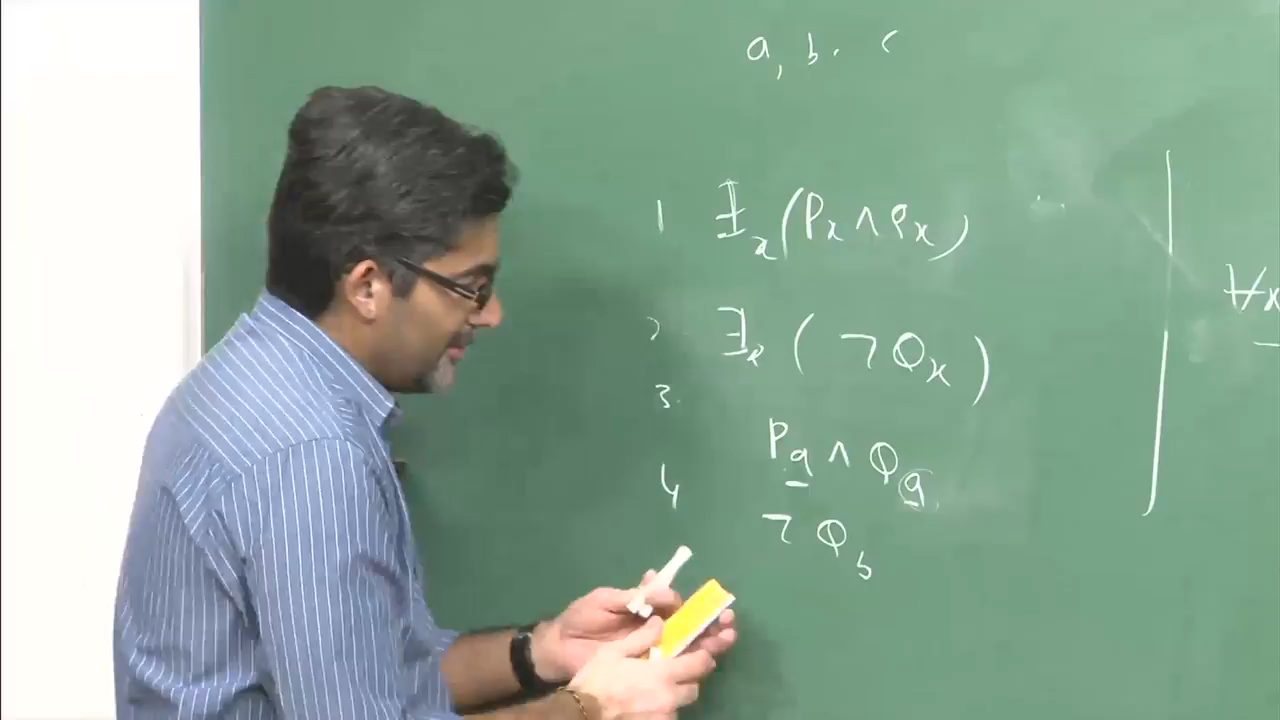 a, b. c
1 ∃x(Px ∧ Qx)
2 ∃x(¬Qx)
3. Pa ∧ Qa
4 ¬Qb
∀x